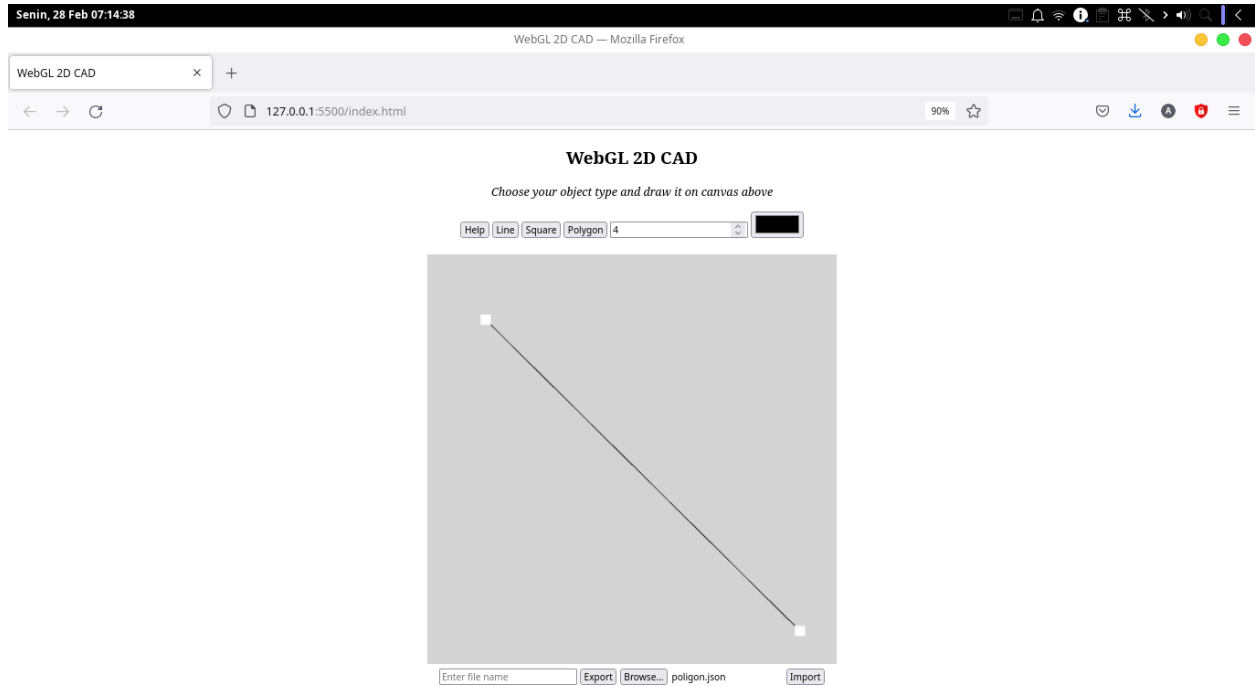 Senin, 28 Feb 07:14:38
WebGL 2D CAD — Mozilla Firefox
WebGL 2D CAD
127.0.0.1:5500/index.html 90% A
WebGL 2D CAD
Choose your object type and draw it on canvas above
Help Line Square Polygon 4
Enter file name Export Browse... poligon.json Import